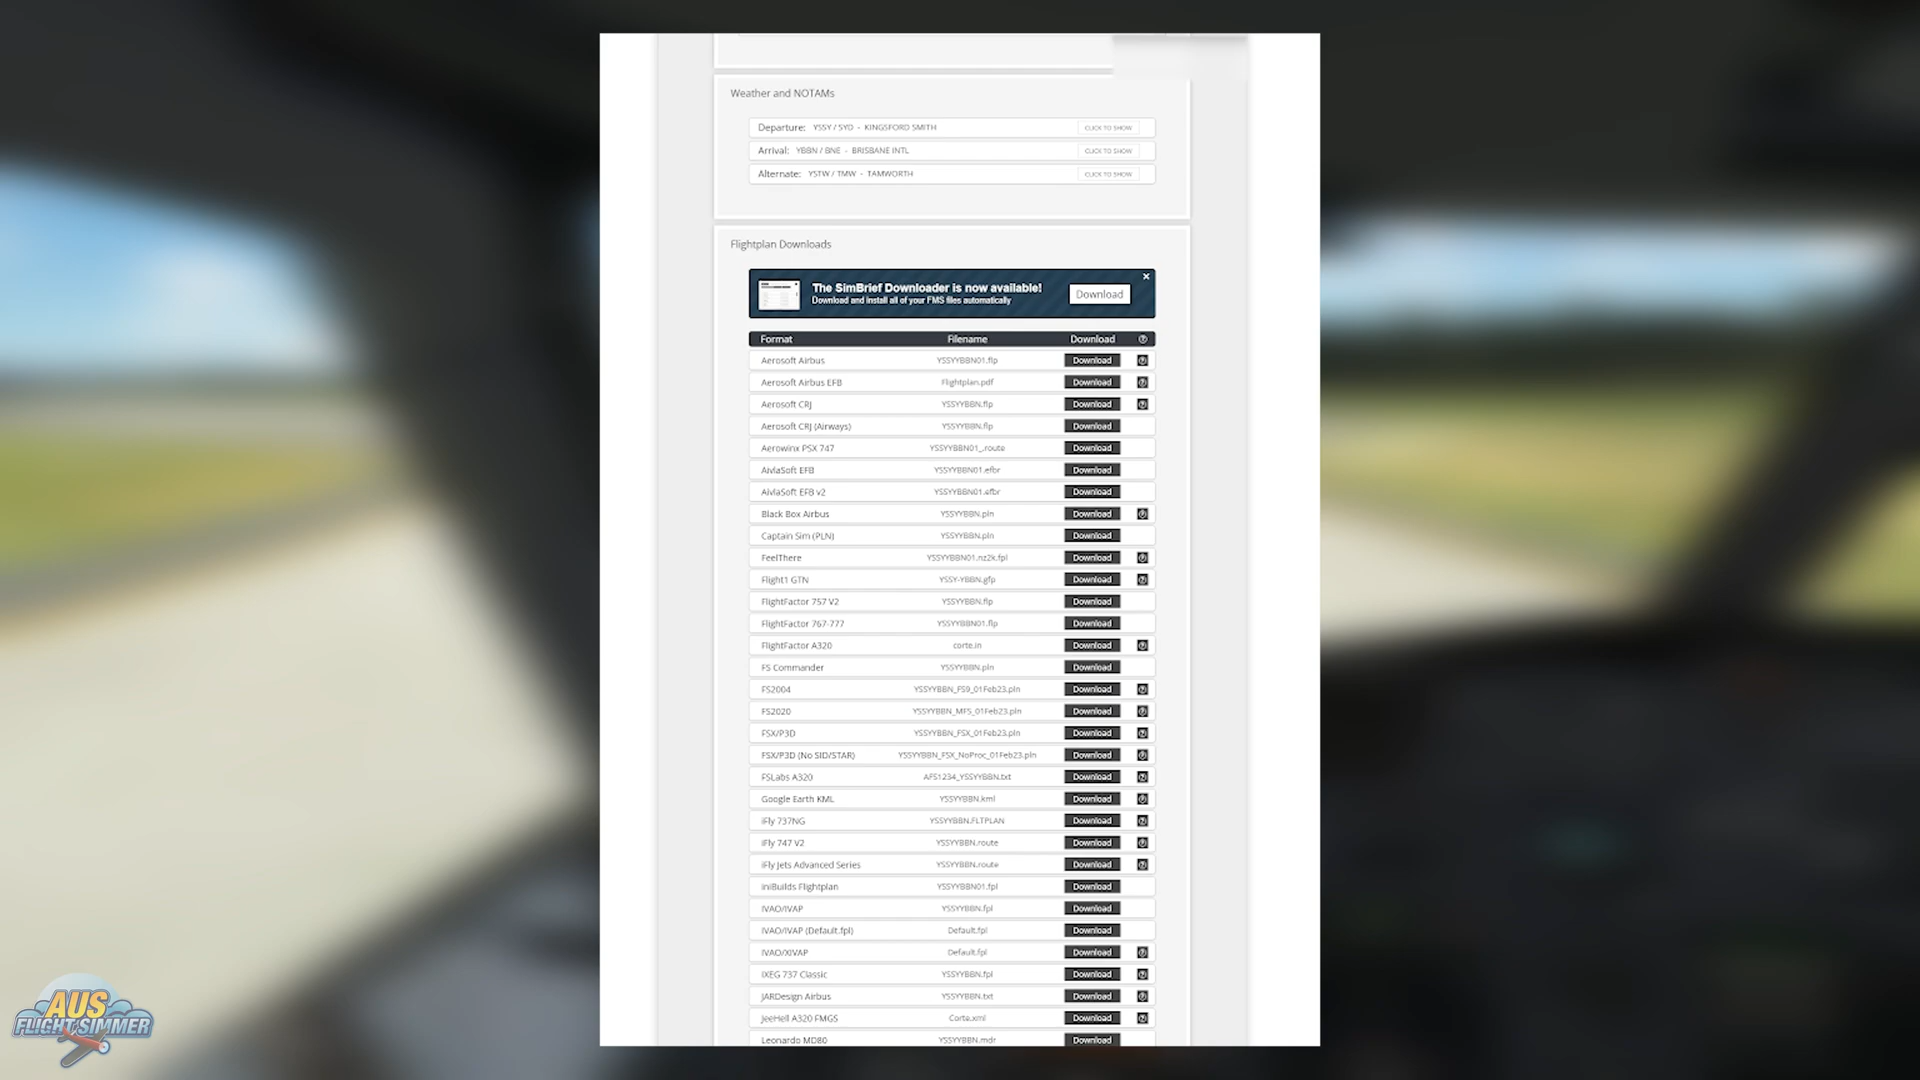 Weather and NOTAMs
Departure: YSSY / SYD - KINGSFORD SMITH CLICK TO SHOW
Arrival: YBBN / BNE - BRISBANE INTL CLICK TO SHOW
Alternate: YSTW / TMW - TAMWORTH CLICK TO SHOW
Flightplan Downloads
The SimBrief Downloader is now available!
Download and install all of your FMS files automatically
Download
Format Filename Download
Aerosoft Airbus YSSYYBBN01.flp Download
Aerosoft Airbus EFB Flightplan.pdf Download
Aerosoft CRJ YSSYYBBN.flp Download
Aerosoft CRJ (Airways) YSSYYBBN.flp Download
Aerowinx PSX 747 YSSYYBBN01_.route Download
AivlaSoft EFB YSSYYBBN01.efbr Download
AivlaSoft EFB v2 YSSYYBBN01.efbr Download
Black Box Airbus YSSYYBBN.pln Download
Captain Sim (PLN) YSSYYBBN.pln Download
FeelThere YSSYYBBN01.nz2k.fpl Download
Flight1 GTN YSSY-YBBN.gfp Download
FlightFactor 757 V2 YSSYYBBN.flp Download
FlightFactor 767-777 YSSYYBBN01.flp Download
FlightFactor A320 corte.in Download
FS Commander YSSYYBBN.pln Download
FS2004 YSSYYBBN_FS9_01Feb23.pln Download
FS2020 YSSYYBBN_MFS_01Feb23.pln Download
FSX/P3D YSSYYBBN_FSX_01Feb23.pln Download
FSX/P3D (No SID/STAR) YSSYYBBN_FSX_NoProc_01Feb23.pln Download
FSLabs A320 AFS1234_YSSYYBBN.txt Download
Google Earth KML YSSYYBBN.kml Download
iFly 737NG YSSYYBBN.FLTPLAN Download
iFly 747 V2 YSSYYBBN.route Download
iFly Jets Advanced Series YSSYYBBN.route Download
iniBuilds Flightplan YSSYYBBN01.fpl Download
IVAO/IVAP YSSYYBBN.fpl Download
IVAO/IVAP (Default.fpl) Default.fpl Download
IVAO/XIVAP Default.fpl Download
IXEG 737 Classic YSSYYBBN.fpl Download
JARDesign Airbus YSSYYBBN.txt Download
JeeHell A320 FMGS Corte.xml Download
Leonardo MD80 YSSYYBBN.mdr Download
AUS
FLIGHT SIMMER